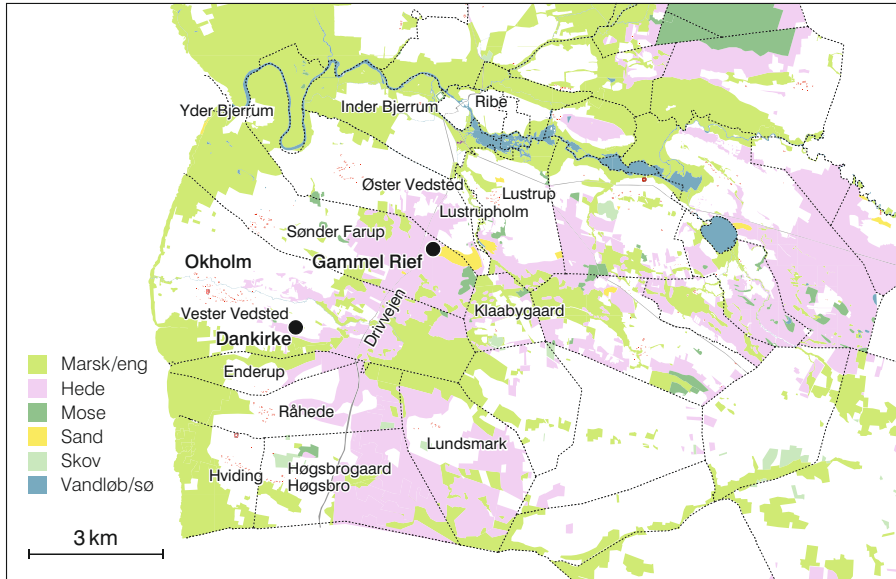 Yder Bjerrum
Inder Bjerrum
Ribe
Øster Vedsted
Lustrup
Lustrupholm
Sønder Farup
Okholm
Gammel Rief
Vester Vedsted
Drivvejen
Klaabygaard
Dankirke
Enderup
Råhede
Lundsmark
Hviding
Høgsbrogaard
Høgsbro
Marsk/eng
Hede
Mose
Sand
Skov
Vandløb/sø
3 km